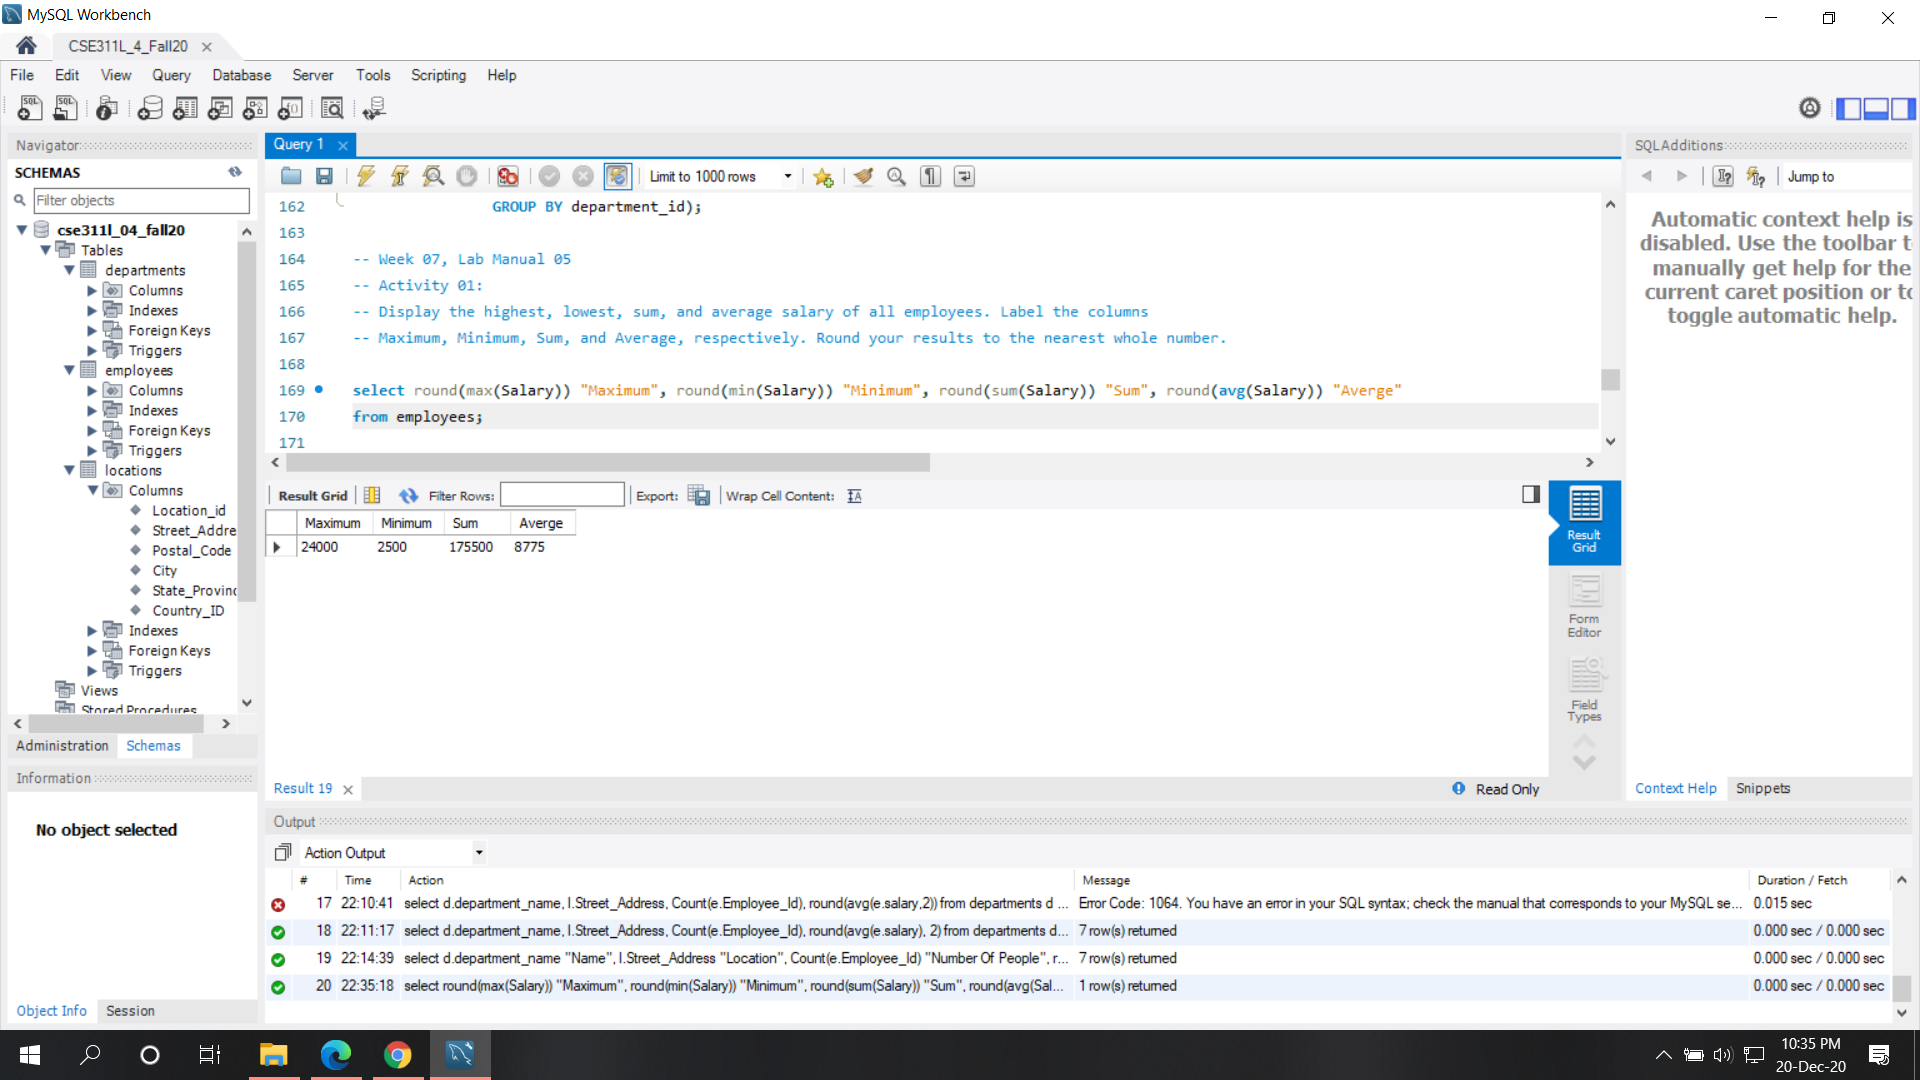 MySQL Workbench
CSE311L_4_Fall20
File Edit View Query Database Server Tools Scripting Help
Navigator
SCHEMAS
Filter objects
cse311l_04_fall20
Tables
departments
Columns
Indexes
Foreign Keys
Triggers
employees
Columns
Indexes
Foreign Keys
Triggers
locations
Columns
Location_id
Street_Addre
Postal_Code
City
State_Provinc
Country_ID
Indexes
Foreign Keys
Triggers
Views
Stored Procedures
Administration Schemas
Information
No object selected
Object Info Session
Query 1
Limit to 1000 rows
162 GROUP BY department_id);
163
164 -- Week 07, Lab Manual 05
165 -- Activity 01:
166 -- Display the highest, lowest, sum, and average salary of all employees. Label the columns
167 -- Maximum, Minimum, Sum, and Average, respectively. Round your results to the nearest whole number.
168
169 select round(max(Salary)) "Maximum", round(min(Salary)) "Minimum", round(sum(Salary)) "Sum", round(avg(Salary)) "Averge"
170 from employees;
171
Result Grid Filter Rows: Export: Wrap Cell Content:
Maximum Minimum Sum Averge
24000 2500 175500 8775
Result
Grid
Form
Editor
Field
Types
Result 19 Read Only
SQLAdditions
Jump to
Automatic context help is
disabled. Use the toolbar t
manually get help for the
current caret position or to
toggle automatic help.
Context Help Snippets
Output
Action Output
# Time Action Message Duration / Fetch
17 22:10:41 select d.department_name, l.Street_Address, Count(e.Employee_Id), round(avg(e.salary,2)) from departments d ... Error Code: 1064. You have an error in your SQL syntax; check the manual that corresponds to your MySQL se... 0.015 sec
18 22:11:17 select d.department_name, l.Street_Address, Count(e.Employee_Id), round(avg(e.salary), 2) from departments d... 7 row(s) returned 0.000 sec / 0.000 sec
19 22:14:39 select d.department_name "Name", l.Street_Address "Location", Count(e.Employee_Id) "Number Of People", r... 7 row(s) returned 0.000 sec / 0.000 sec
20 22:35:18 select round(max(Salary)) "Maximum", round(min(Salary)) "Minimum", round(sum(Salary)) "Sum", round(avg(Sal... 1 row(s) returned 0.000 sec / 0.000 sec
10:35 PM
20-Dec-20